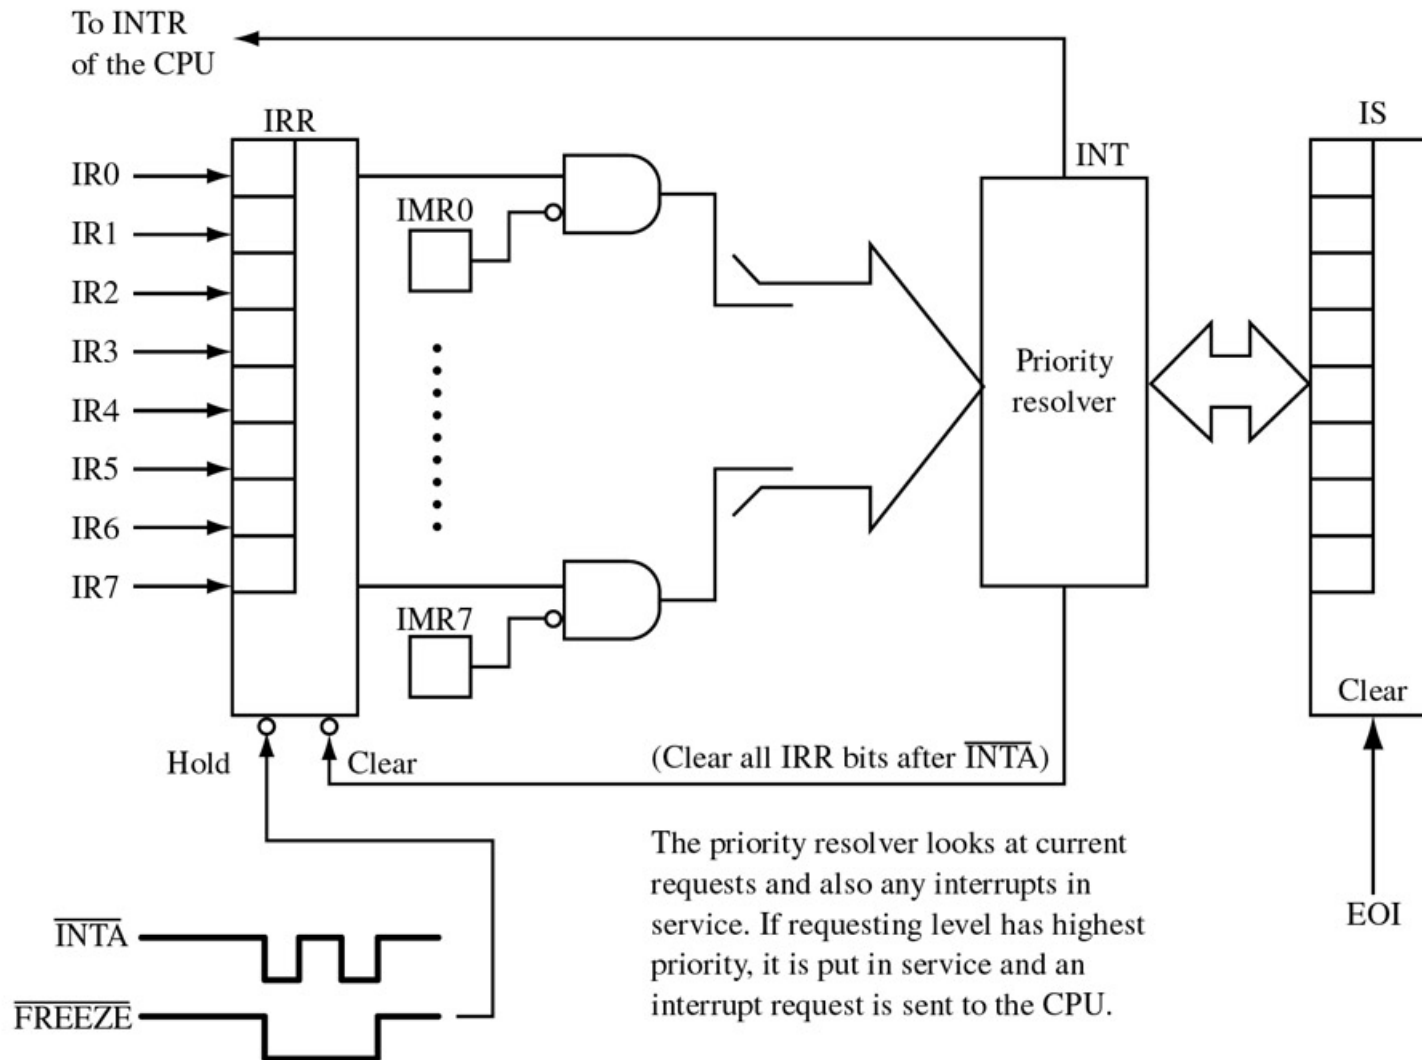 To INTR
of the CPU
IRR
IS
INT
IR0
IR1
IR2
IR3
IR4
IR5
IR6
IR7
IMR0
IMR7
Priority
resolver
Clear
Hold
Clear
(Clear all IRR bits after I̅N̅T̅A̅)
The priority resolver looks at current
requests and also any interrupts in
service. If requesting level has highest
priority, it is put in service and an
interrupt request is sent to the CPU.
EOI
I̅N̅T̅A̅
F̅R̅E̅E̅Z̅E̅